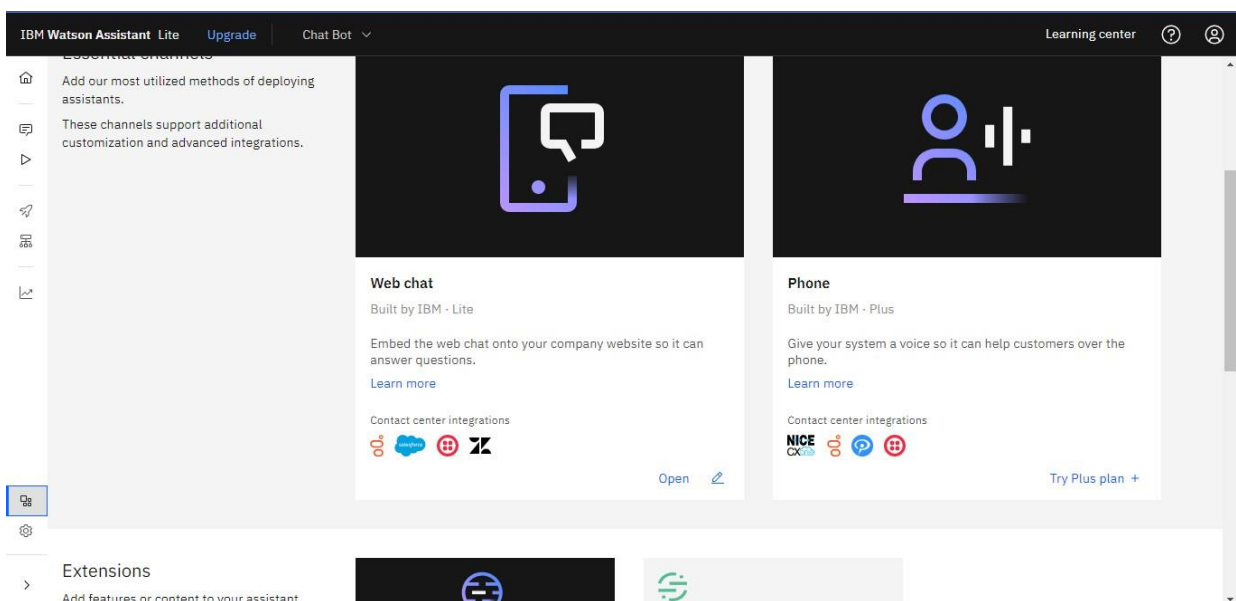 IBM Watson Assistant Lite Upgrade Chat Bot Learning center
Essential channels
Add our most utilized methods of deploying
assistants.
These channels support additional
customization and advanced integrations.
Web chat
Built by IBM · Lite
Embed the web chat onto your company website so it can
answer questions.
Learn more
Contact center integrations
salesforce
Open
Phone
Built by IBM · Plus
Give your system a voice so it can help customers over the
phone.
Learn more
Contact center integrations
NICE
CXone
Try Plus plan +
Extensions
Add features or content to your assistant